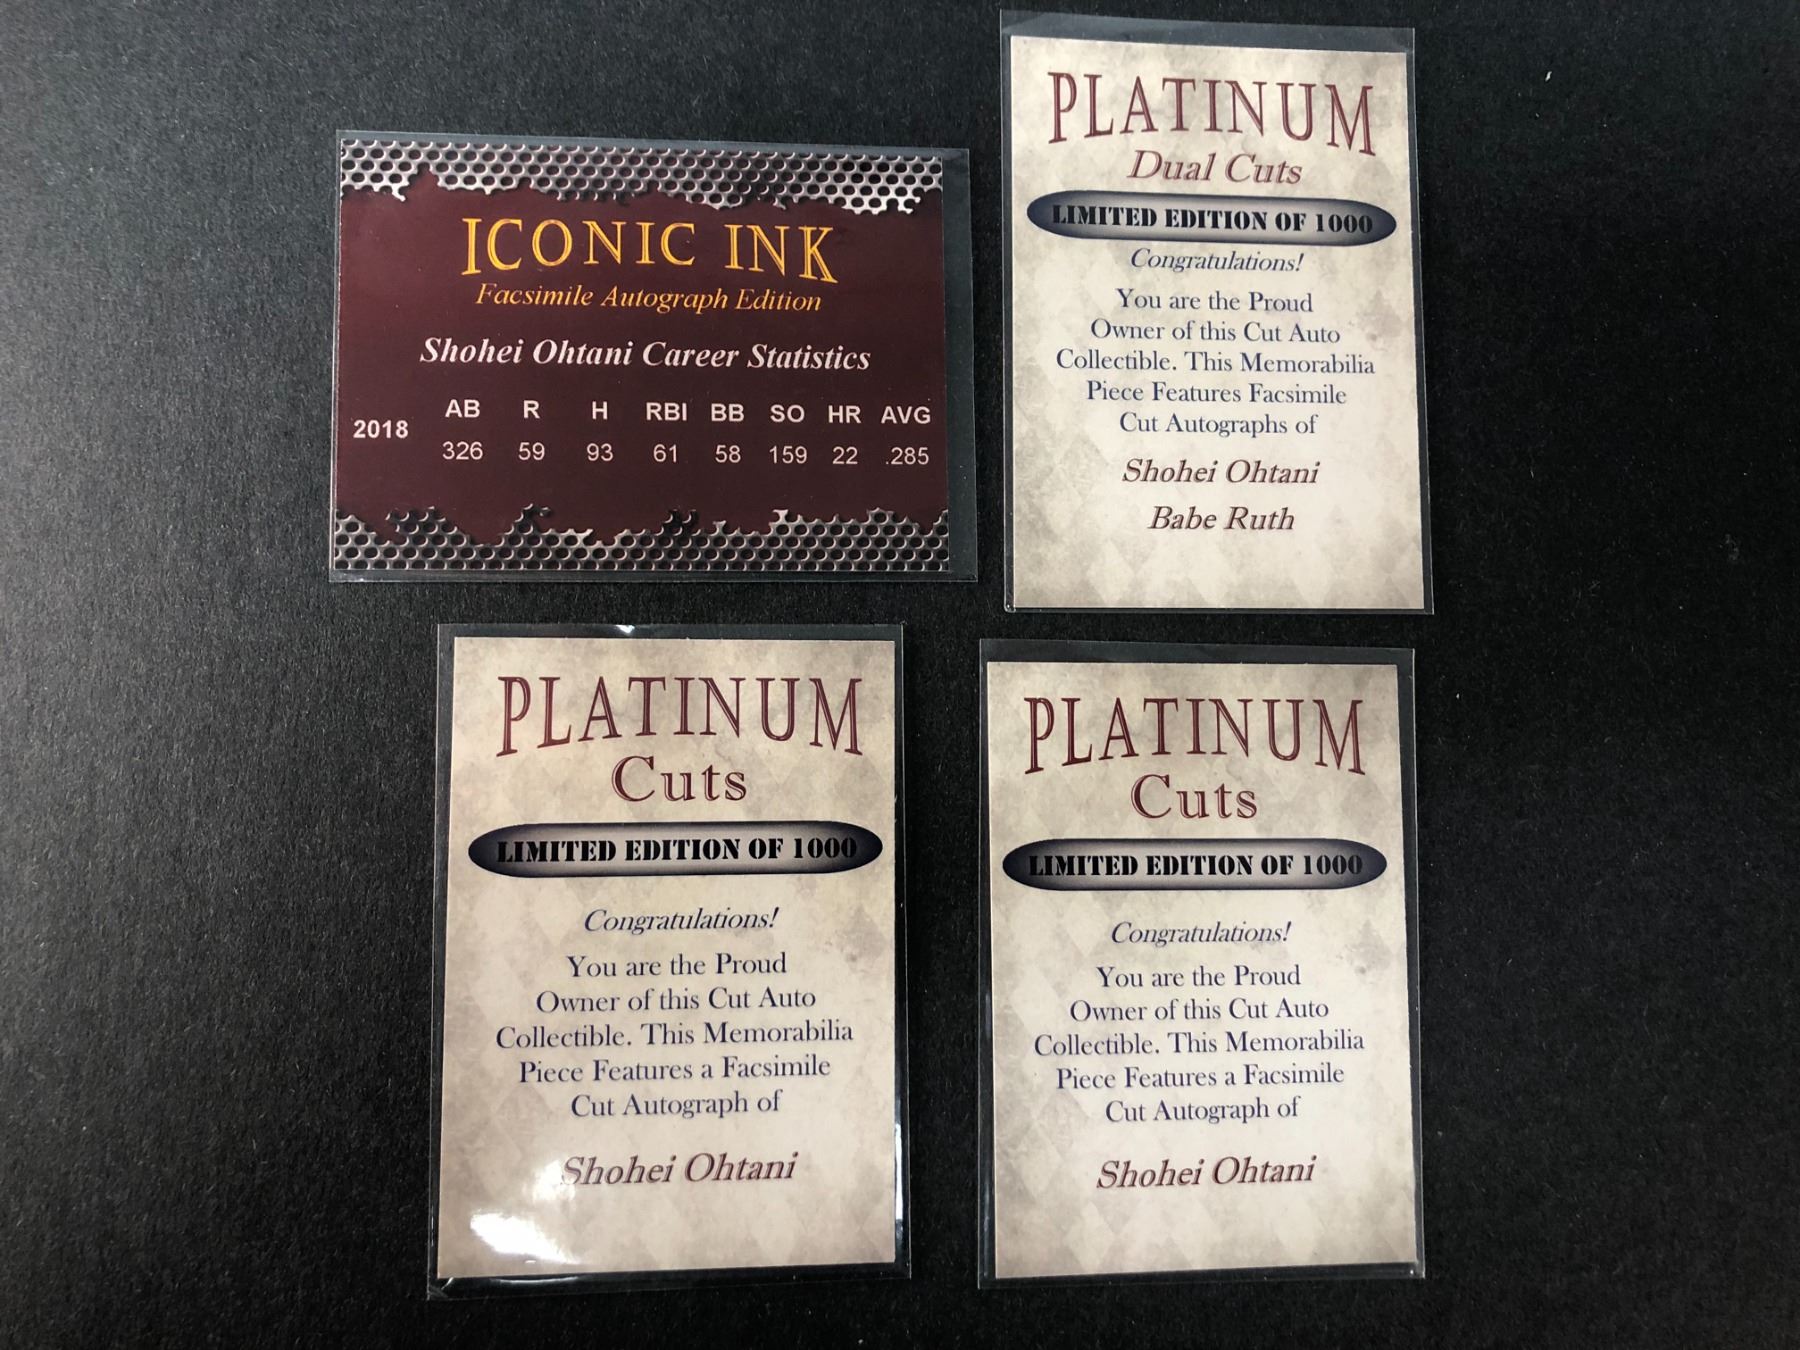 ICONIC INK
Facsimile Autograph Edition
Shohei Ohtani Career Statistics
AB R H RBI BB SO HR AVG
2018 326 59 93 61 58 159 22 .285
PLATINUM
Dual Cuts
LIMITED EDITION OF 1000
Congratulations!
You are the Proud
Owner of this Cut Auto
Collectible. This Memorabilia
Piece Features Facsimile
Cut Autographs of
Shohei Ohtani
Babe Ruth
PLATINUM
Cuts
LIMITED EDITION OF 1000
Congratulations!
You are the Proud
Owner of this Cut Auto
Collectible. This Memorabilia
Piece Features a Facsimile
Cut Autograph of
Shohei Ohtani
PLATINUM
Cuts
LIMITED EDITION OF 1000
Congratulations!
You are the Proud
Owner of this Cut Auto
Collectible. This Memorabilia
Piece Features a Facsimile
Cut Autograph of
Shohei Ohtani